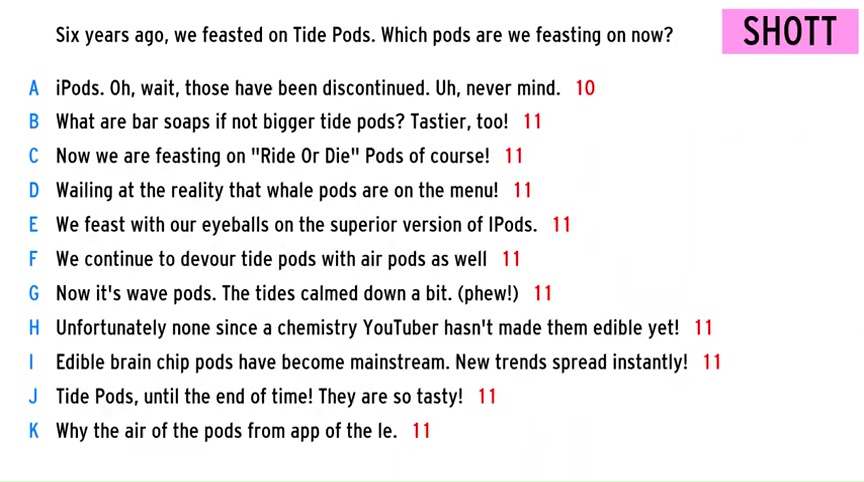 Six years ago, we feasted on Tide Pods. Which pods are we feasting on now?
SHOTT
A iPods. Oh, wait, those have been discontinued. Uh, never mind. 10
B What are bar soaps if not bigger tide pods? Tastier, too! 11
C Now we are feasting on "Ride Or Die" Pods of course! 11
D Wailing at the reality that whale pods are on the menu! 11
E We feast with our eyeballs on the superior version of IPods. 11
F We continue to devour tide pods with air pods as well 11
G Now it's wave pods. The tides calmed down a bit. (phew!) 11
H Unfortunately none since a chemistry YouTuber hasn't made them edible yet! 11
I Edible brain chip pods have become mainstream. New trends spread instantly! 11
J Tide Pods, until the end of time! They are so tasty! 11
K Why the air of the pods from app of the le. 11